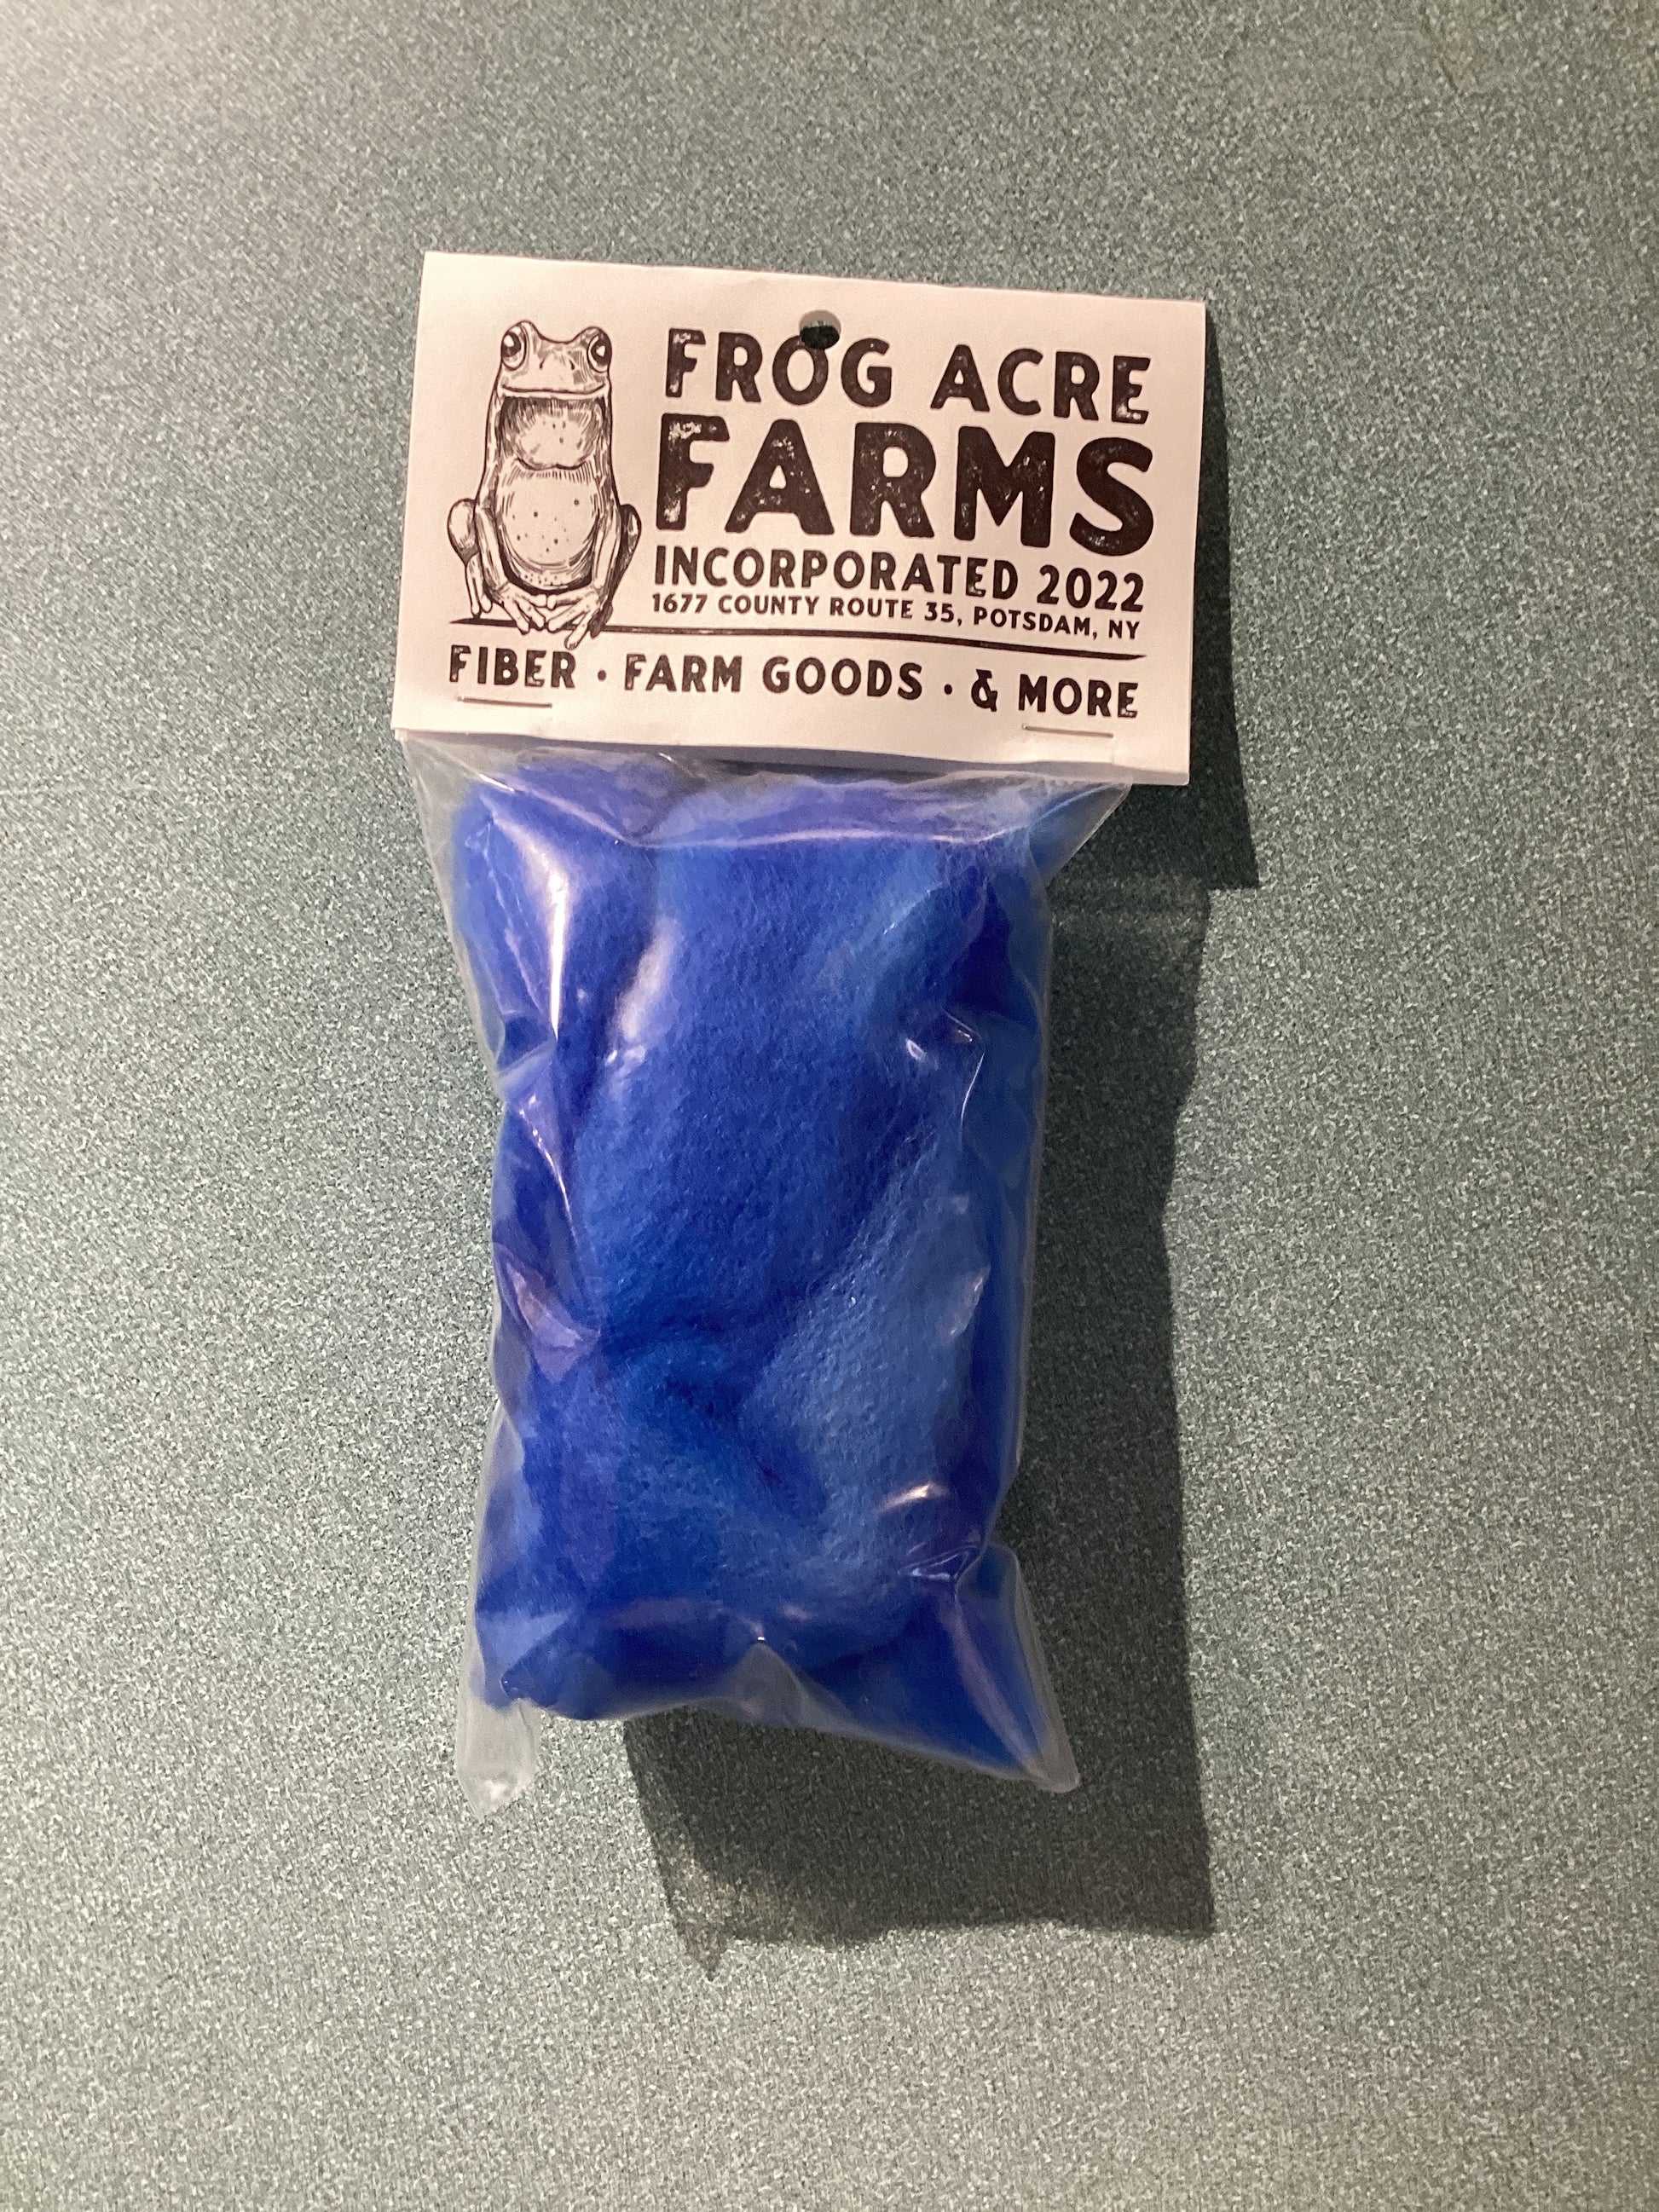 FROG ACRE
FARMS
INCORPORATED 2022
1677 COUNTY ROUTE 35, POTSDAM, NY
FIBER · FARM GOODS · & MORE